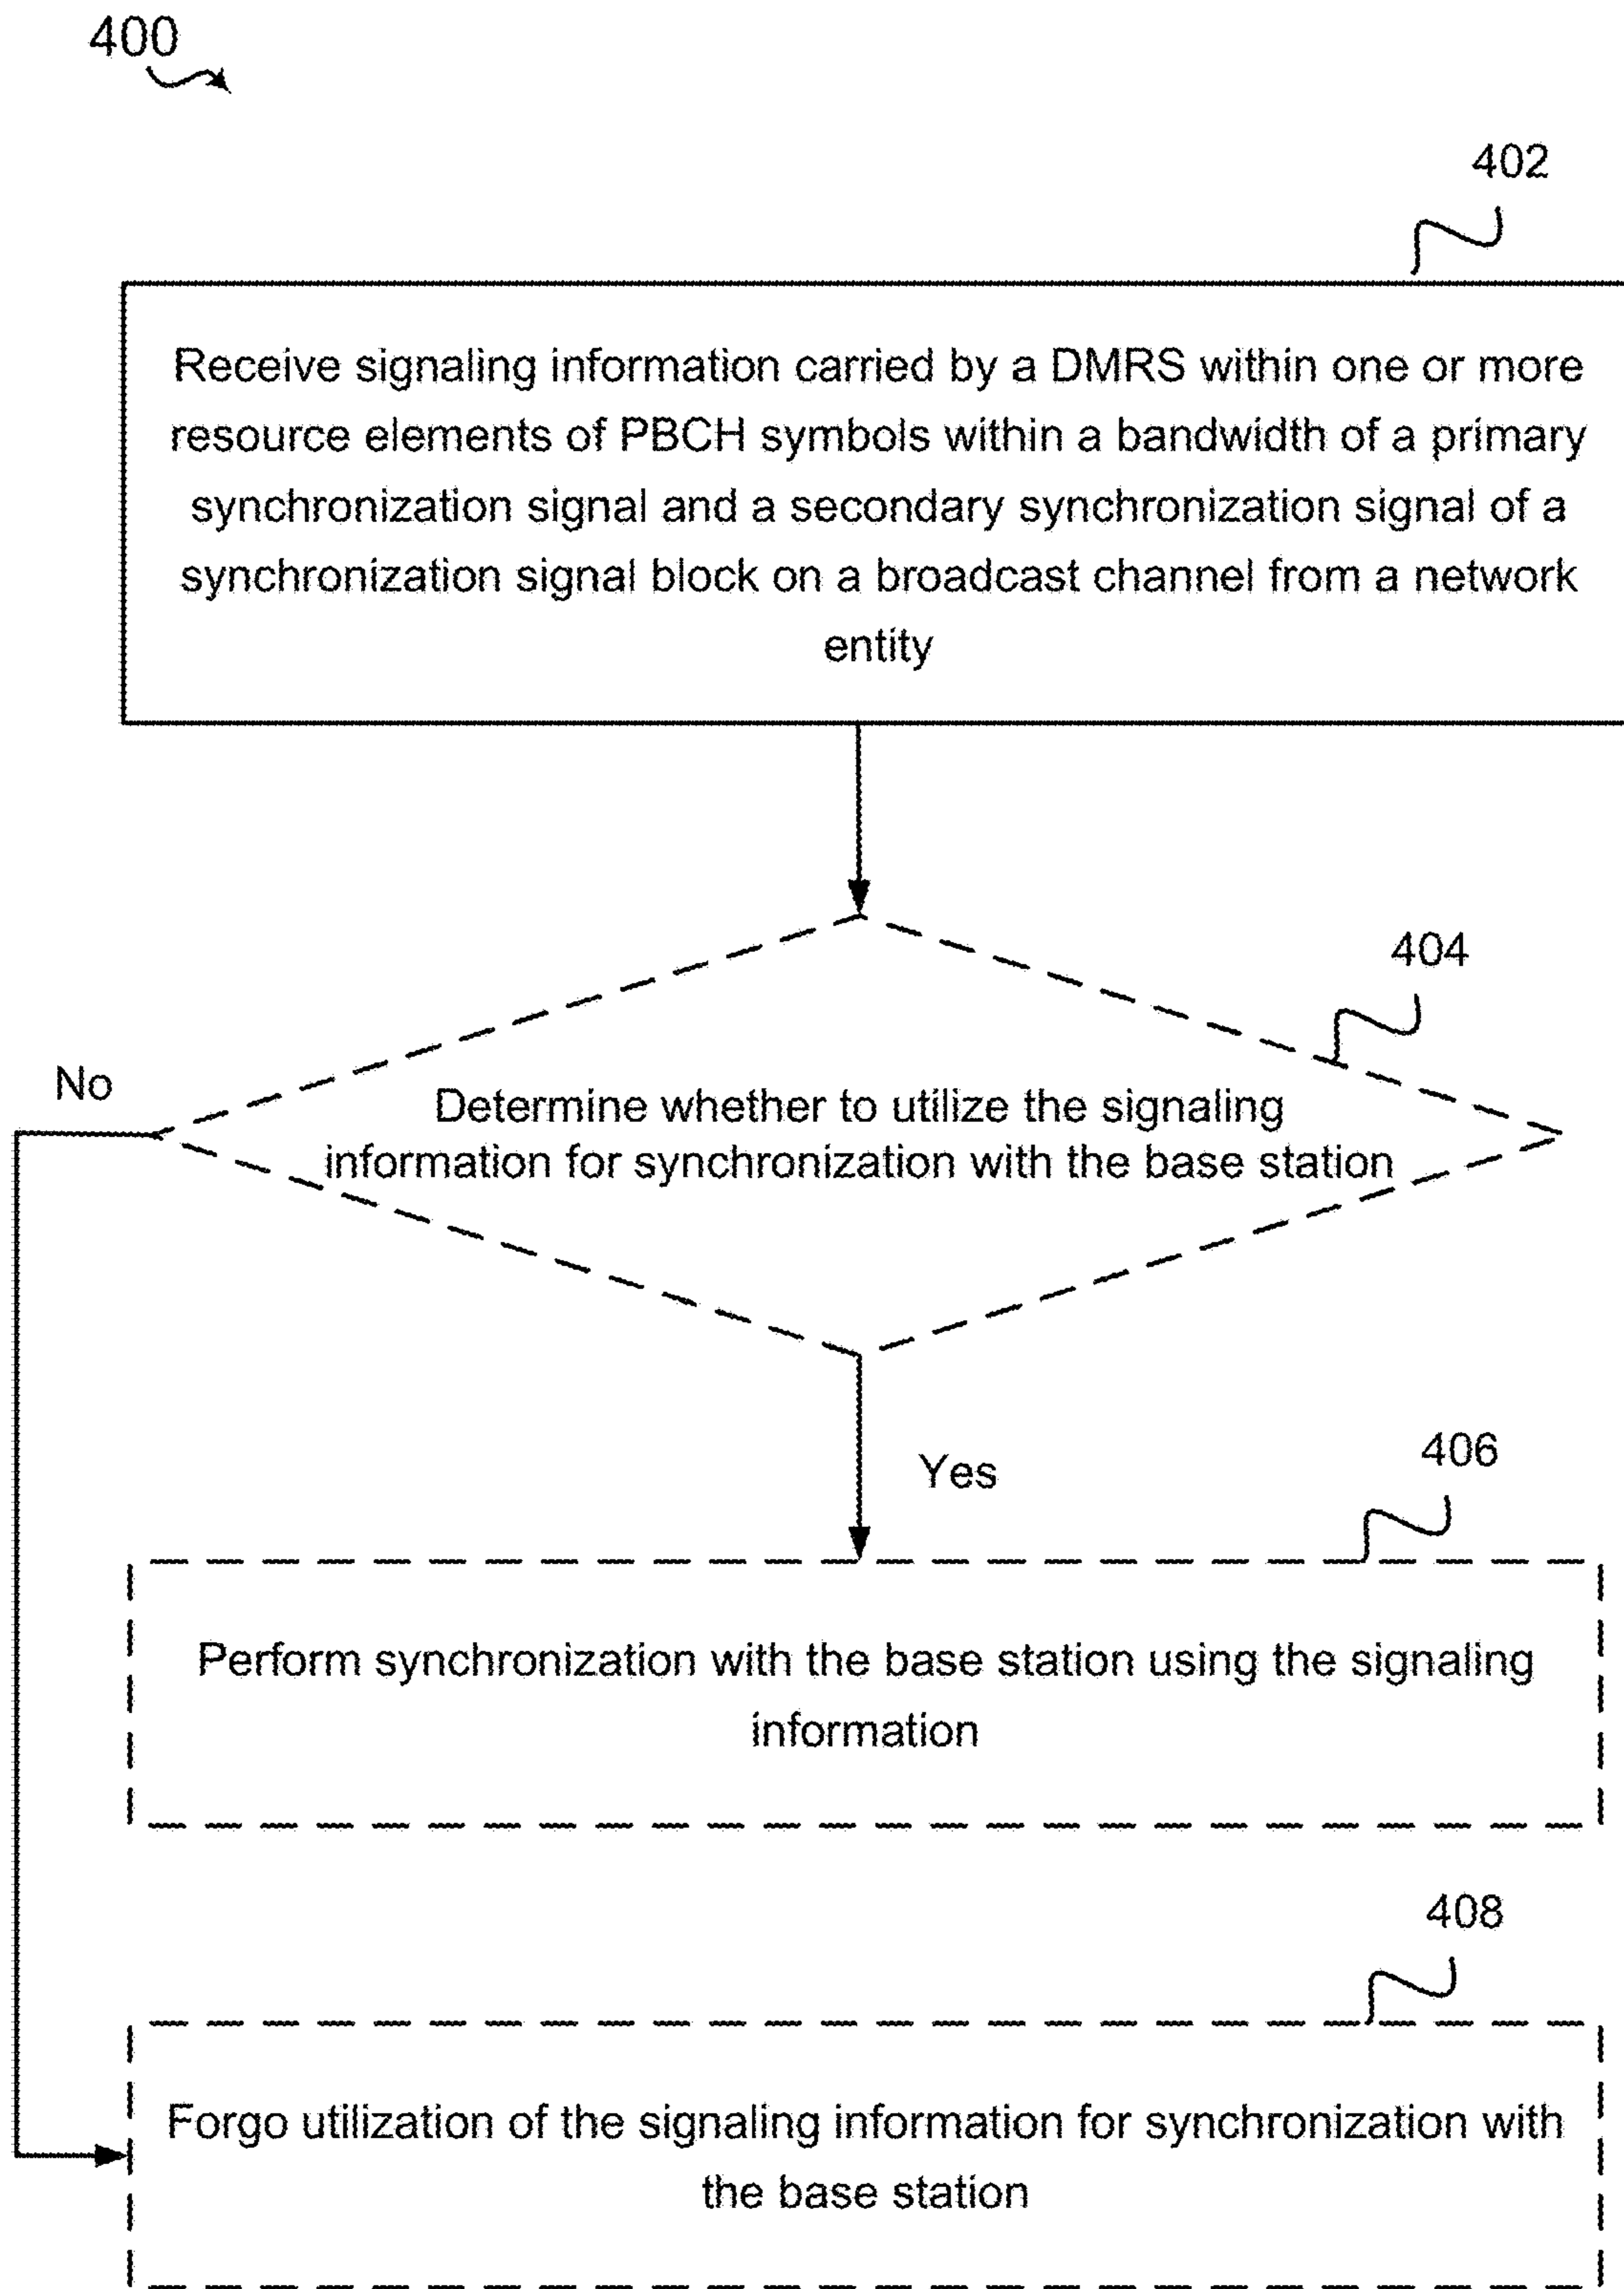 400
402
Receive signaling information carried by a DMRS within one or more
resource elements of PBCH symbols within a bandwidth of a primary
synchronization signal and a secondary synchronization signal of a
synchronization signal block on a broadcast channel from a network
entity
404
No
Determine whether to utilize the signaling
information for synchronization with the base station
Yes
406
Perform synchronization with the base station using the signaling
information
408
Forgo utilization of the signaling information for synchronization with
the base station